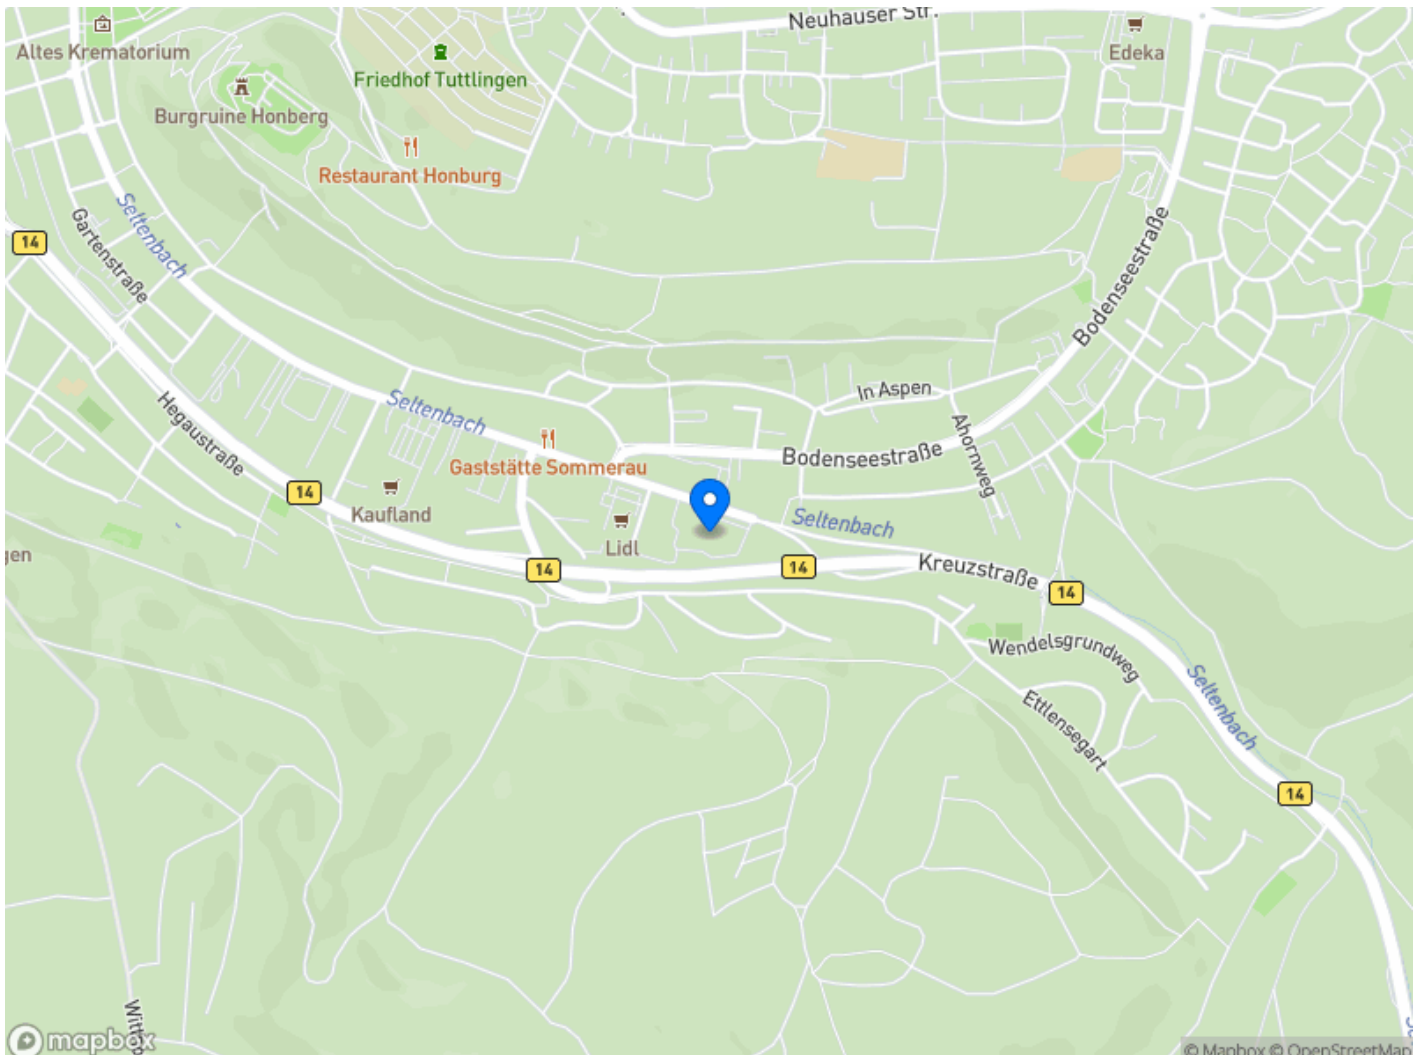 Neuhauser Str.
Edeka
Altes Krematorium
Friedhof Tuttlingen
Burgruine Honberg
Restaurant Honburg
Seltenbach
14
Gartenstraße
Bodenseestraße
Hegaustraße
Seltenbach
In Aspen
Ahornweg
Gaststätte Sommerau
Bodenseestraße
14
Kaufland
Lidl
Seltenbach
gen
14
14
Kreuzstraße
14
Wendelsgrundweg
Seltenbach
Ettlensegart
14
mapbox
© Mapbox © OpenStreetMap